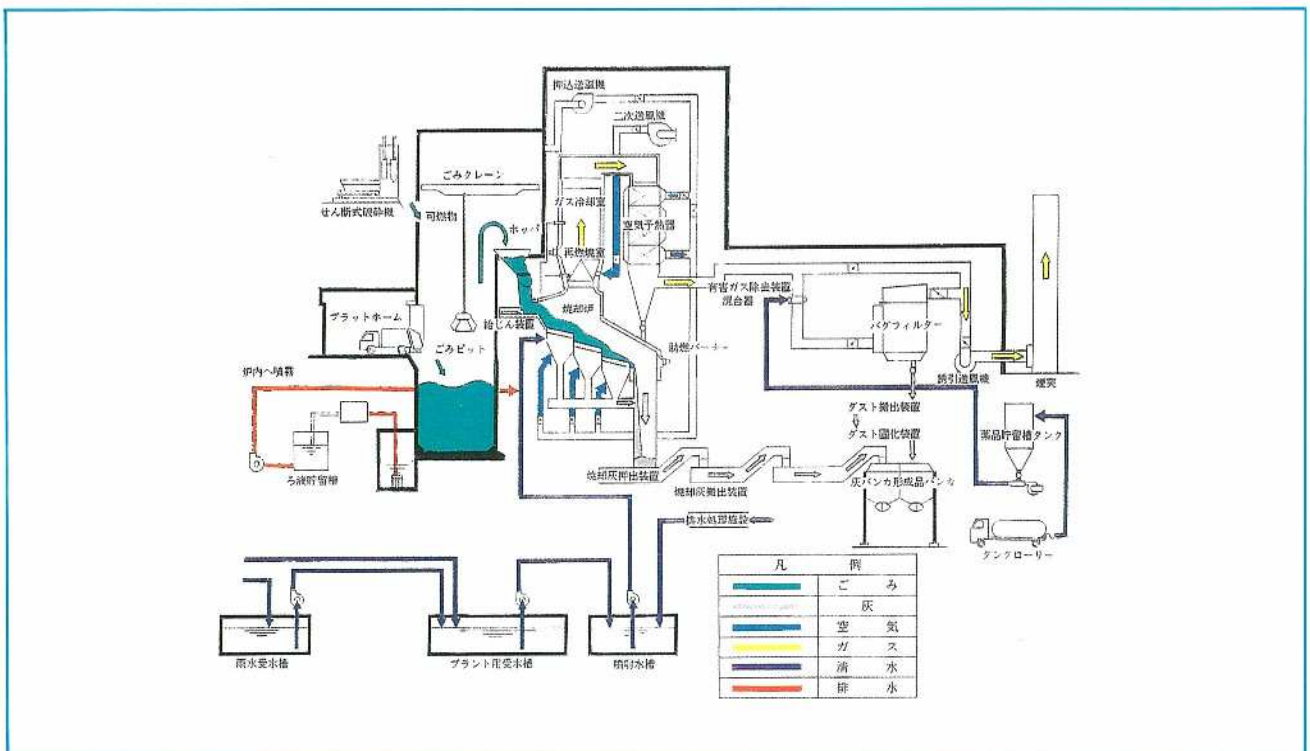 押込送風機
二次送風機
ごみクレーン
せん断式破砕機
可燃物
ガス冷却室
ホッパ
空気予熱器
再燃焼室
有害ガス除去装置
混合器
焼却炉
プラットホーム
給じん装置
バグフィルター
ごみピット
助燃バーナー
炉内へ噴霧
誘引送風機
煙突
ダスト搬出装置
薬品貯留槽タンク
ダスト固化装置
ろ液貯留槽
焼却灰押出装置
焼却灰搬出装置
灰バンカ形成品バンカ
排水処理施設
タンクローリー
凡 例
ごみ
灰
空気
ガス
清水
排水
雨水受水槽
プラント用受水槽
噴射水槽